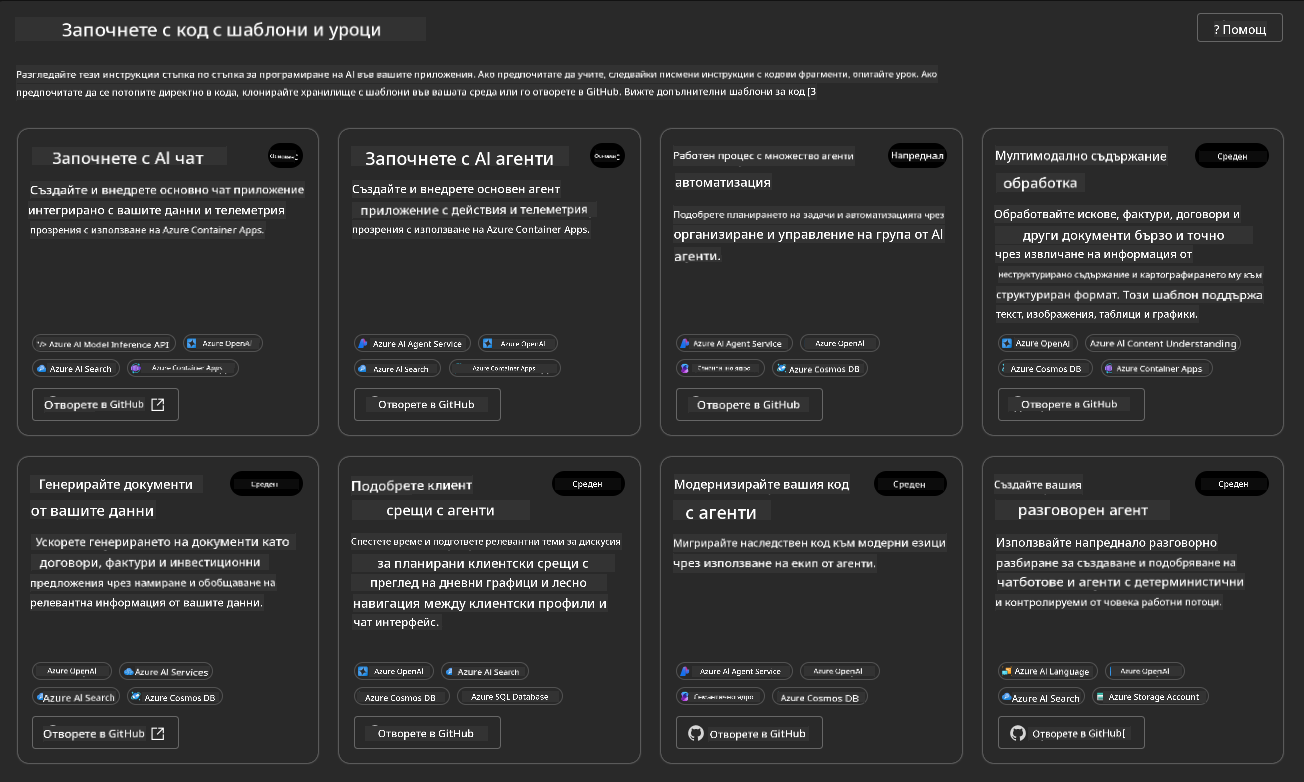 Започнете с код с шаблони и уроци
? Помощ
Разгледайте тези инструкции стъпка по стъпка за програмиране на AI във вашите приложения. Ако предпочитате да учите, следвайки писмени инструкции с кодови фрагменти, опитайте урок. Ако
предпочитате да се потопите директно в кода, клонирайте хранилище с шаблони във вашата среда или го отворете в GitHub. Вижте допълнителни шаблони за код [3
Започнете с AI чат
Създайте и внедрете основно чат приложение
интегрирано с вашите данни и телеметрия
прозрения с използване на Azure Container Apps.
"/> Azure AI Model Inference API
Azure OpenAI
Azure AI Search
Azure Container Apps
Отворете в GitHub
Започнете с AI агенти
Създайте и внедрете основен агент
приложение с действия и телеметрия
прозрения с използване на Azure Container Apps.
Azure AI Agent Service
Azure OpenAI
Azure AI Search
Azure Container Apps
Отворете в GitHub
Работен процес с множество агенти
Напреднал
автоматизация
Подобрете планирането на задачи и автоматизацията чрез
организиране и управление на група от AI
агенти.
Azure AI Agent Service
Azure OpenAI
Azure Cosmos DB
Отворете в GitHub
Мултимодално съдържание
Среден
обработка
Обработвайте искове, фактури, договори и
други документи бързо и точно
чрез извличане на информация от
неструктурирано съдържание и картографирането му към
структуриран формат. Този шаблон поддържа
текст, изображения, таблици и графики.
Azure OpenAI
Azure AI Content Understanding
Azure Cosmos DB
Azure Container Apps
Отворете в GitHub
Генерирайте документи
Среден
от вашите данни
Ускорете генерирането на документи като
договори, фактури и инвестиционни
предложения чрез намиране и обобщаване на
релевантна информация от вашите данни.
Azure OpenAI
Azure AI Services
Azure AI Search
Azure Cosmos DB
Отворете в GitHub
Подобрете клиент
Среден
срещи с агенти
Спестете време и подгответе релевантни теми за дискусия
за планирани клиентски срещи с
преглед на дневни графици и лесно
навигация между клиентски профили и
чат интерфейс.
Azure OpenAI
Azure AI Search
Azure Cosmos DB
Azure SQL Database
Отворете в GitHub
Модернизирайте вашия код
Среден
с агенти
Мигрирайте наследствен код към модерни езици
чрез използване на екип от агенти.
Azure AI Agent Service
Azure OpenAI
Семантично ядро
Azure Cosmos DB
Отворете в GitHub
Създайте вашия
Среден
разговорен агент
Използвайте напреднало разговорно
разбиране за създаване и подобряване на
чатботове и агенти с детерминистични
и контролируеми от човека работни потоци.
Azure AI Language
Azure OpenAI
Azure AI Search
Azure Storage Account
Отворете в GitHub[